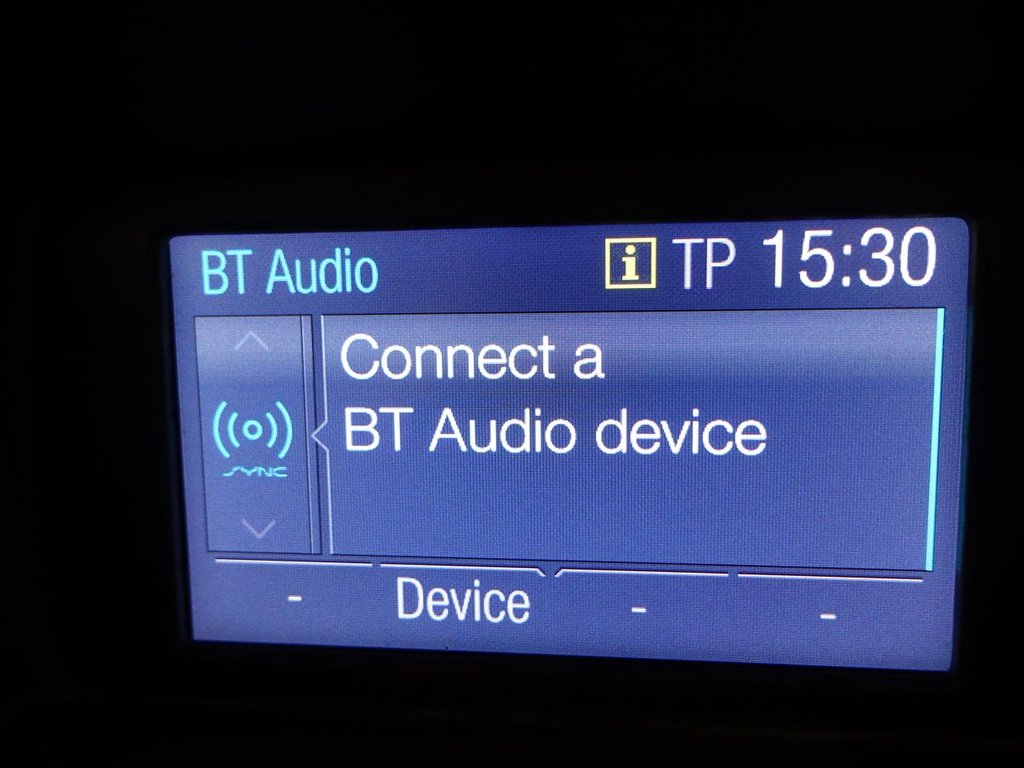 BT Audio i TP 15:30
Connect a
BT Audio device
SYNC
- Device - -